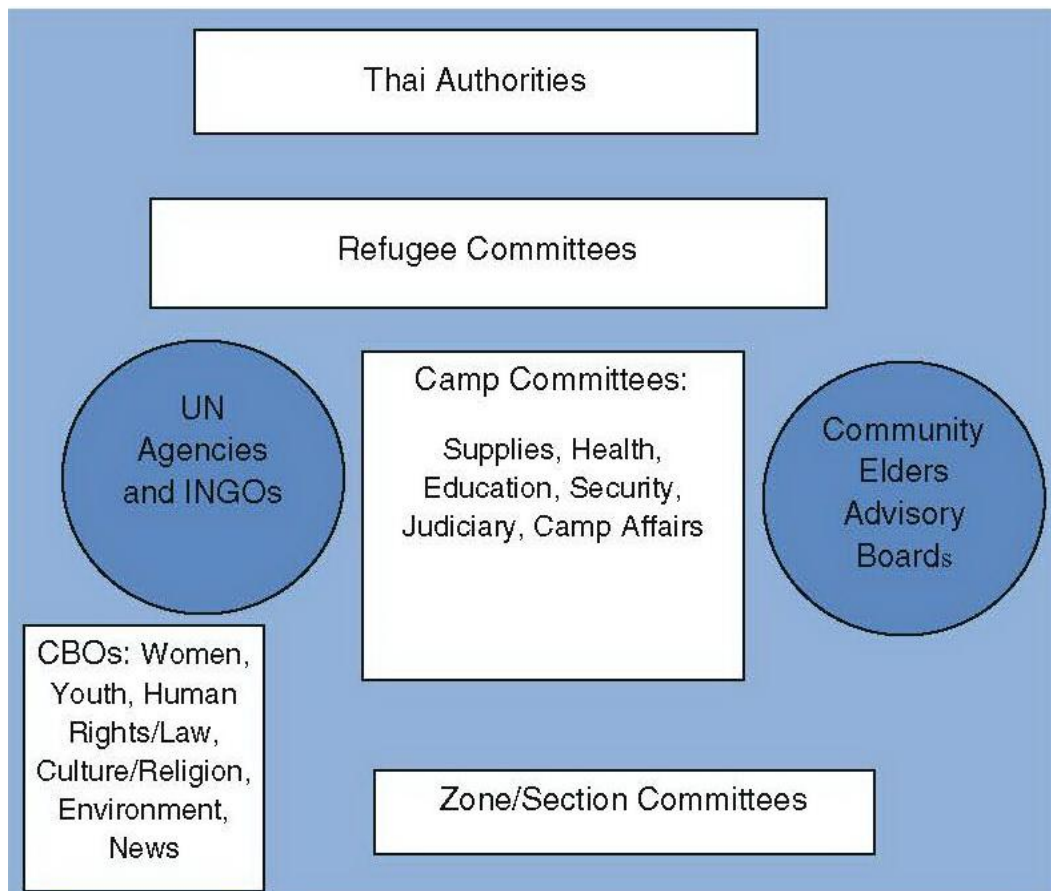 Thai Authorities
Refugee Committees
UN
Agencies
and INGOs
Camp Committees:
Supplies, Health,
Education, Security,
Judiciary, Camp Affairs
Community
Elders
Advisory
Boards
CBOs: Women,
Youth, Human
Rights/Law,
Culture/Religion,
Environment,
News
Zone/Section Committees